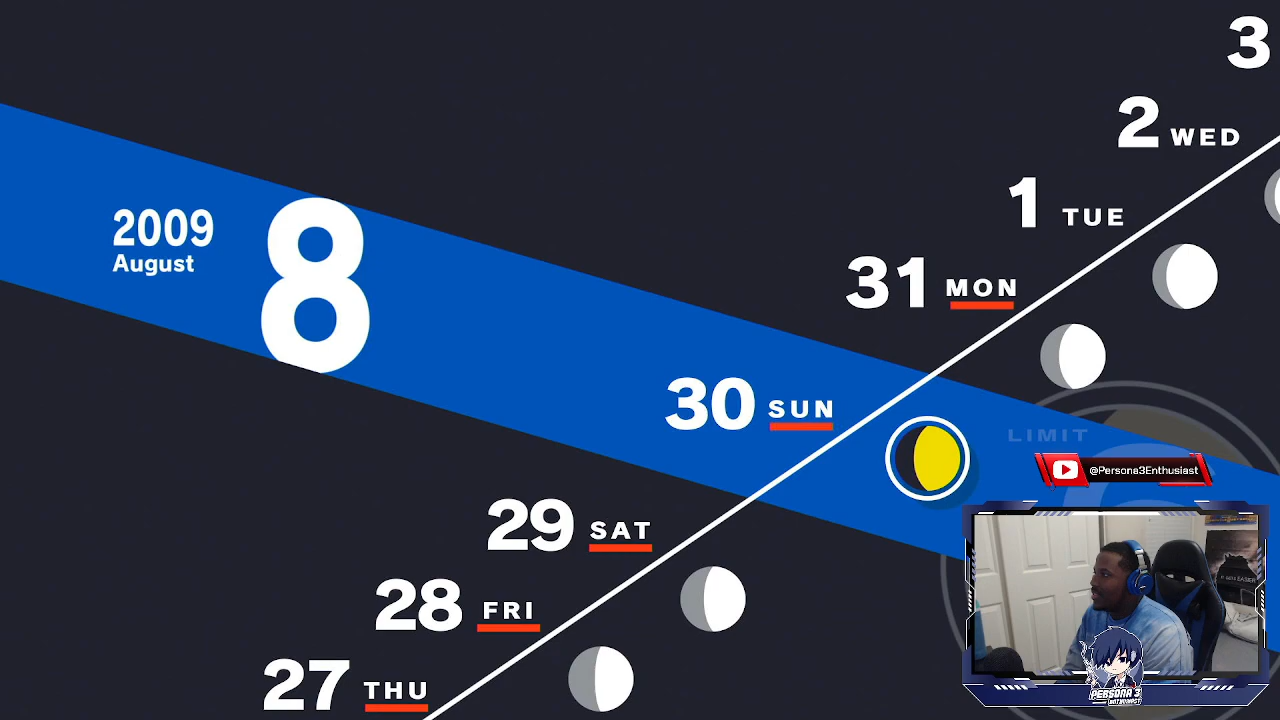 3
2 WED
1 TUE
2009
August
8
31 MON
30 SUN
LIMIT
@Persona3Enthusiast
29 SAT
28 FRI
27 THU
PERSONA 3
ENTHUSIAST